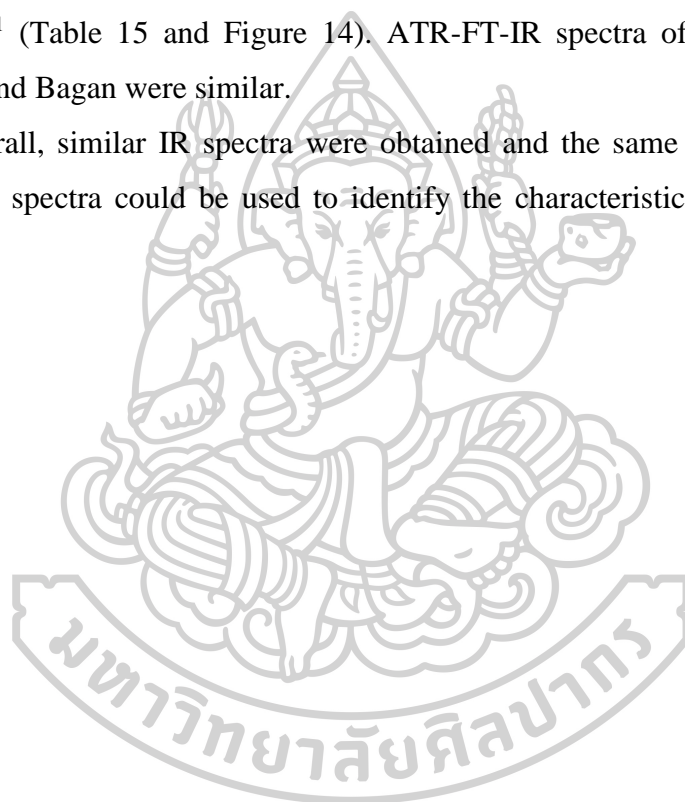 (Table 15 and Figure 14). ATR-FT-IR spectra of
nd Bagan were similar.
rall, similar IR spectra were obtained and the same
spectra could be used to identify the characteristic
มหาวิทยาลัยศิลปากร